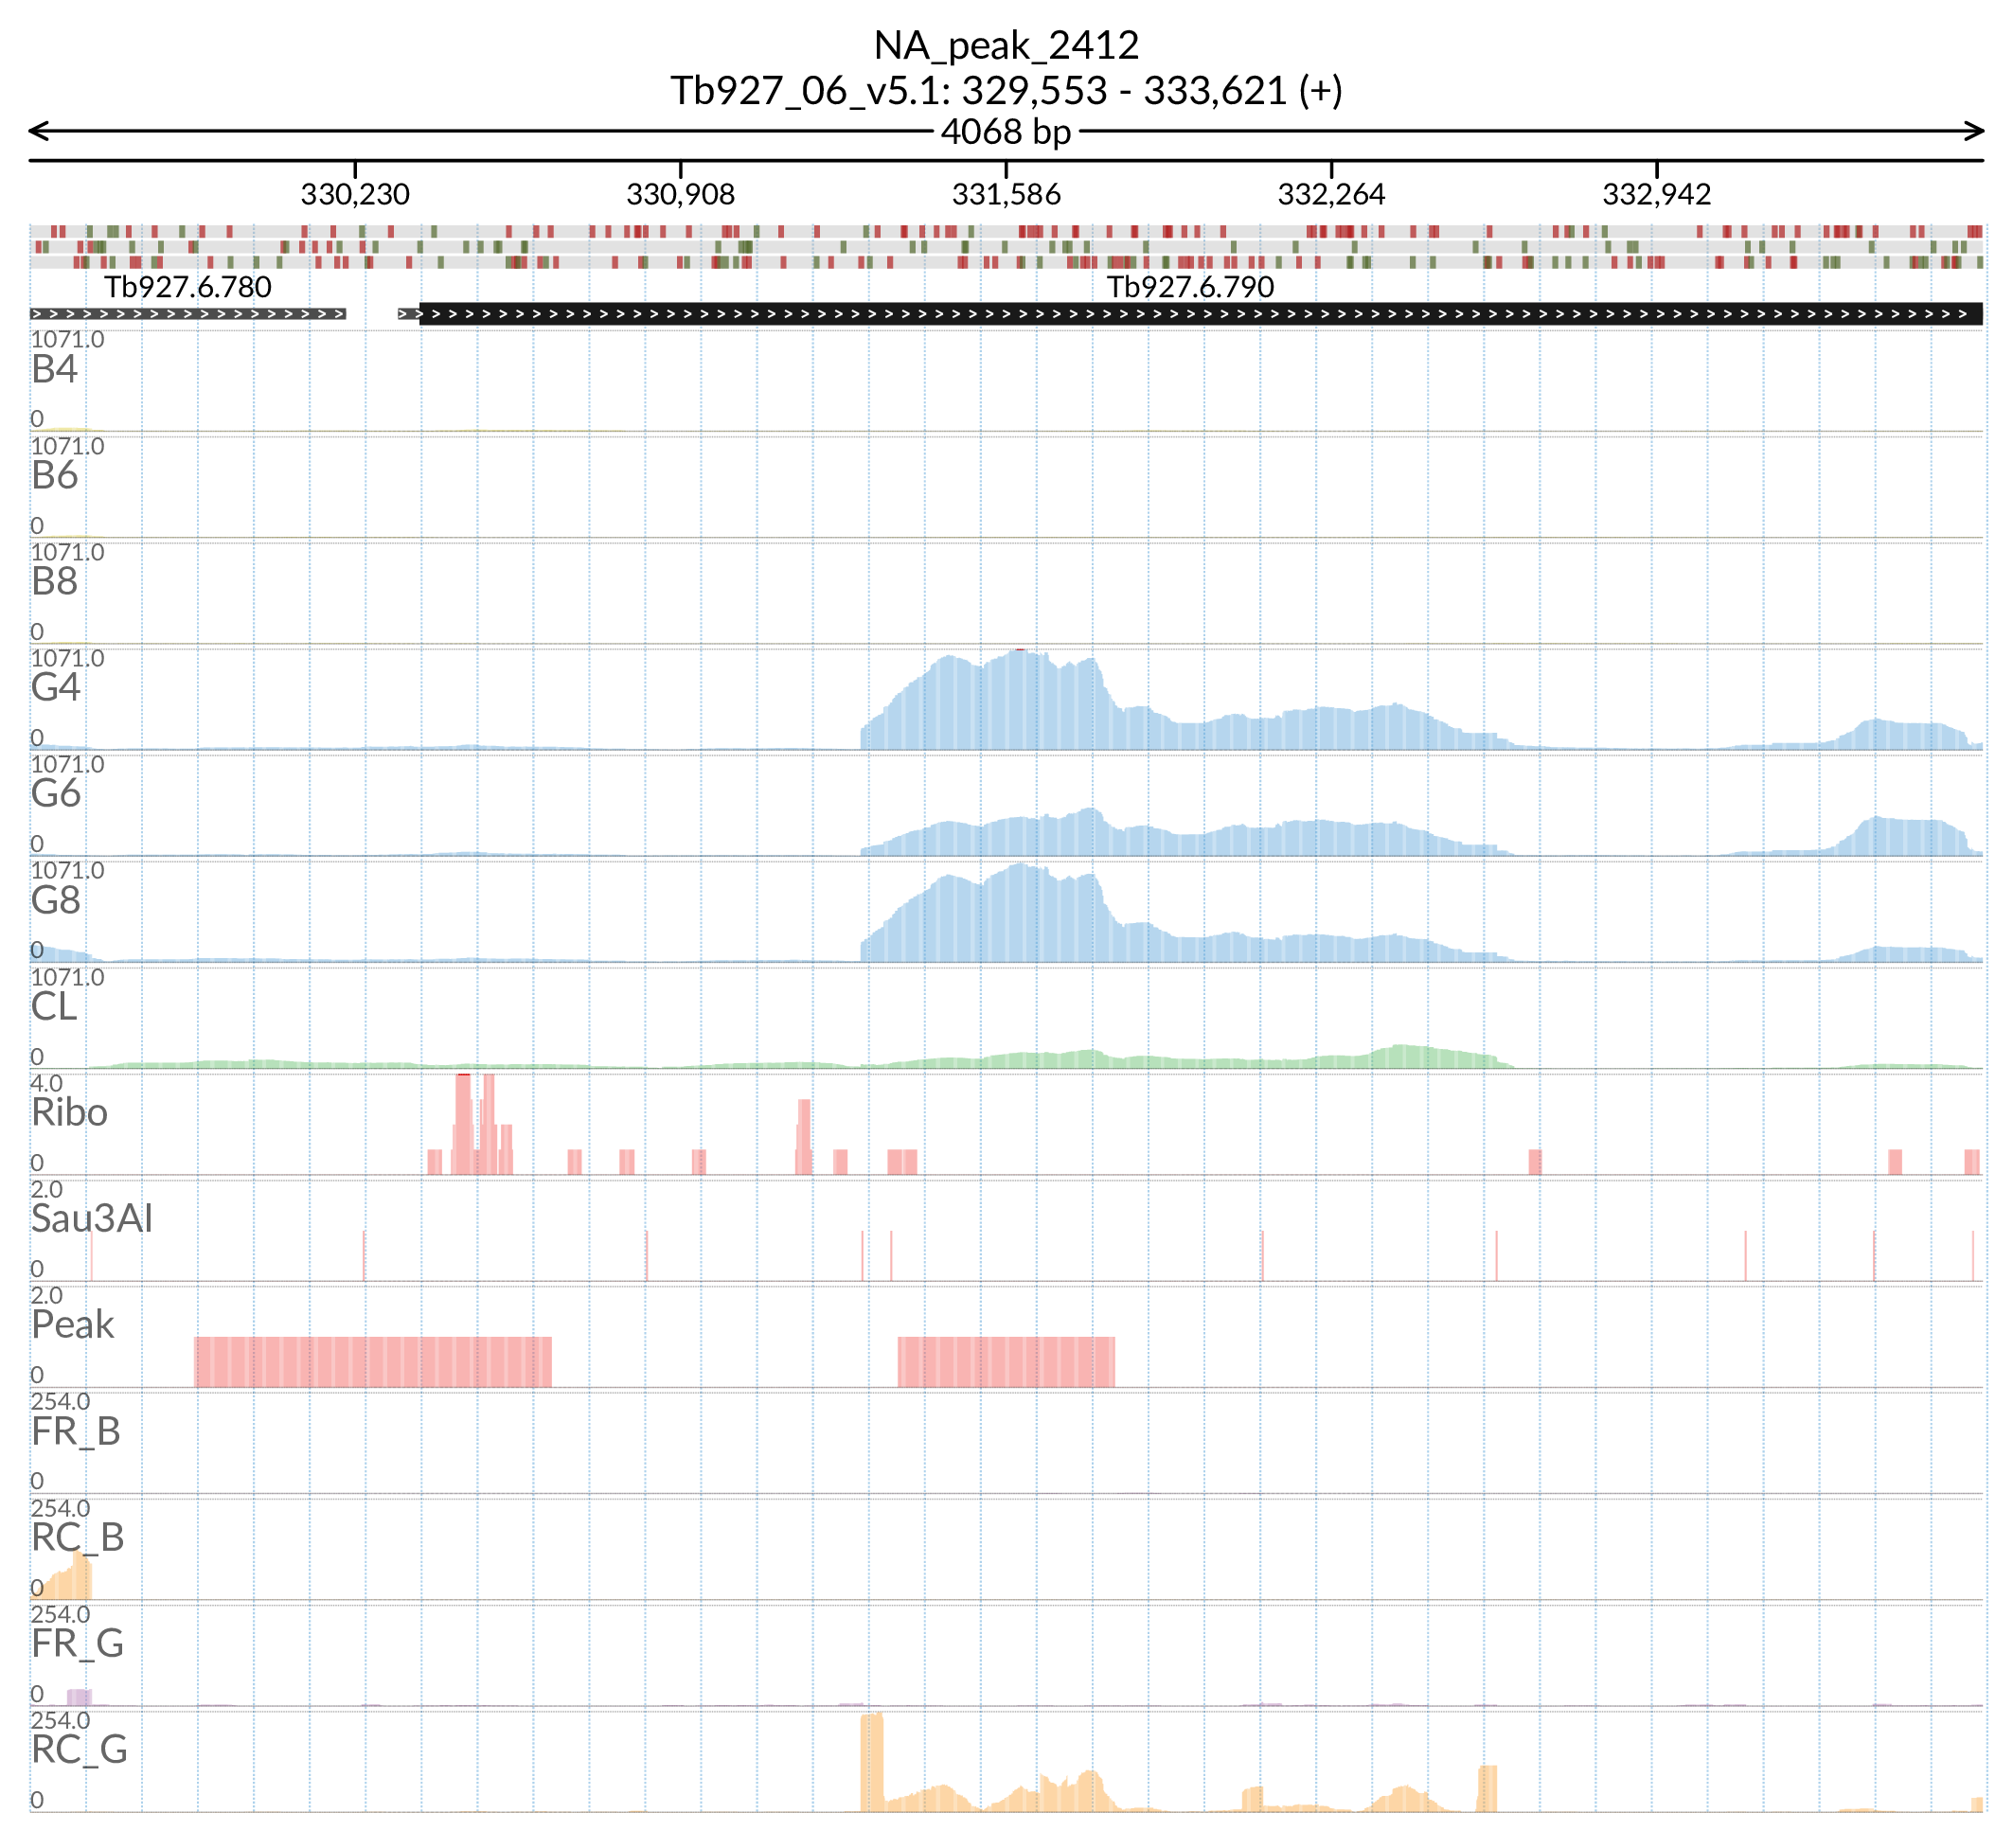 NA_peak_2412
Tb927_06_v5.1: 329,553 - 333,621 (+)
4068 bp
330,230 330,908 331,586 332,264 332,942
Tb927.6.780 Tb927.6.790
1071.0
B4
0
1071.0
B6
0
1071.0
B8
0
1071.0
G4
0
1071.0
G6
0
1071.0
G8
0
1071.0
CL
0
4.0
Ribo
0
2.0
Sau3AI
0
2.0
Peak
0
254.0
FR_B
0
254.0
RC_B
0
254.0
FR_G
0
254.0
RC_G
0